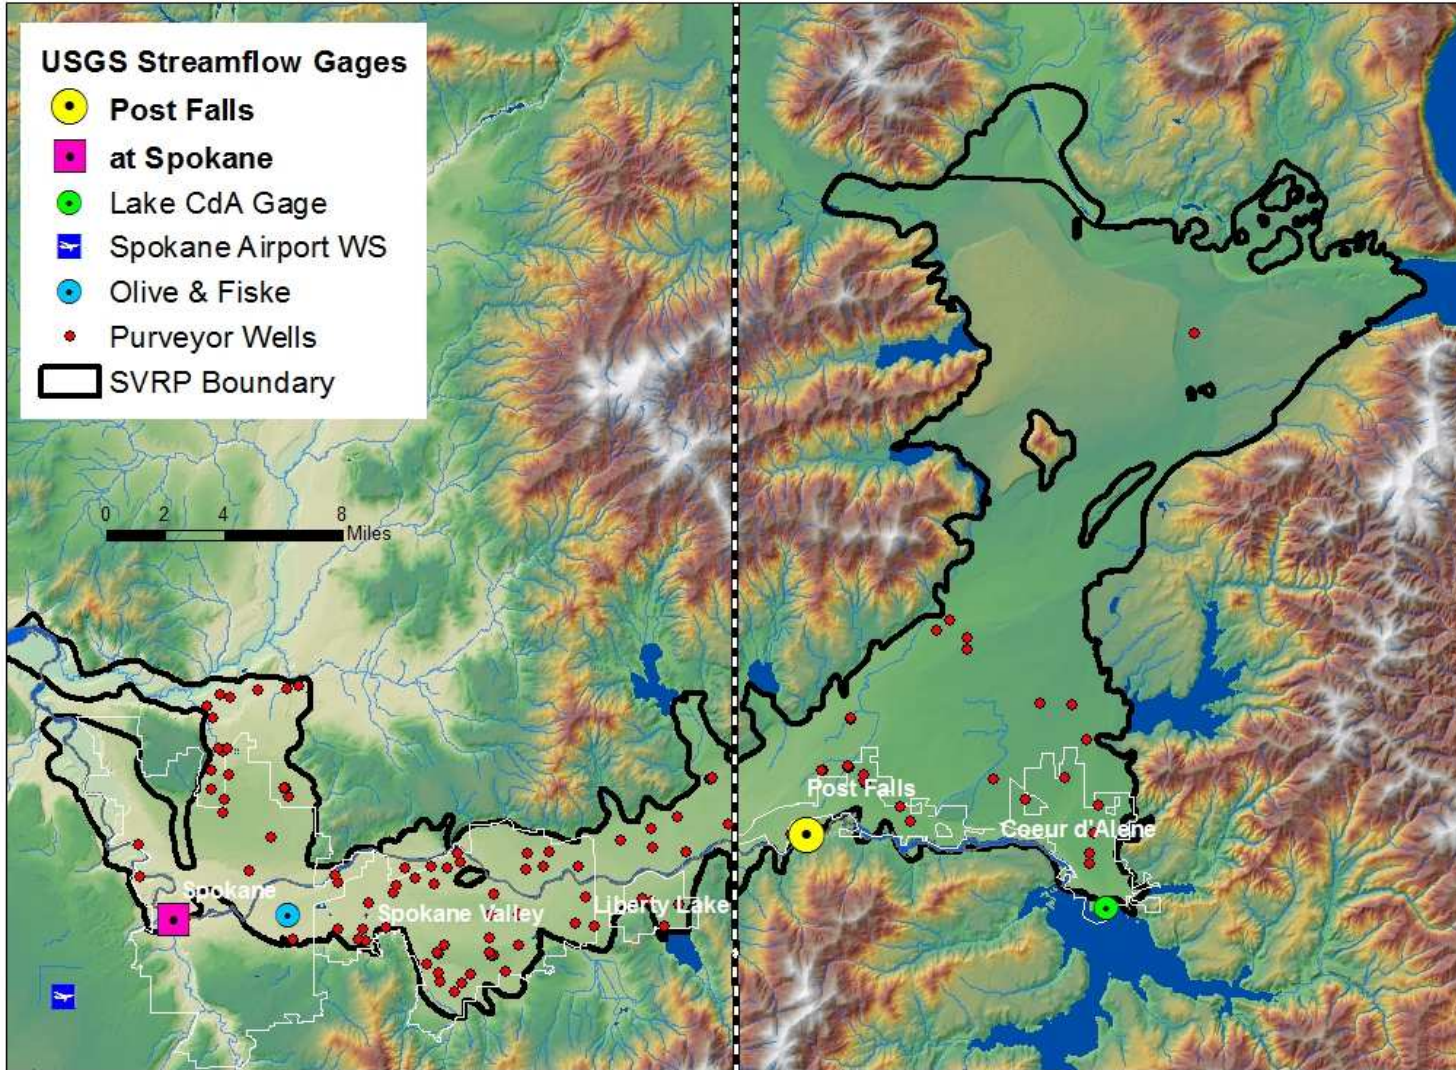 USGS Streamflow Gages
Post Falls
at Spokane
Lake CdA Gage
Spokane Airport WS
Olive & Fiske
Purveyor Wells
SVRP Boundary
0 2 4 8
Miles
Post Falls
Coeur d'Alene
Spokane
Spokane Valley
Liberty Lake